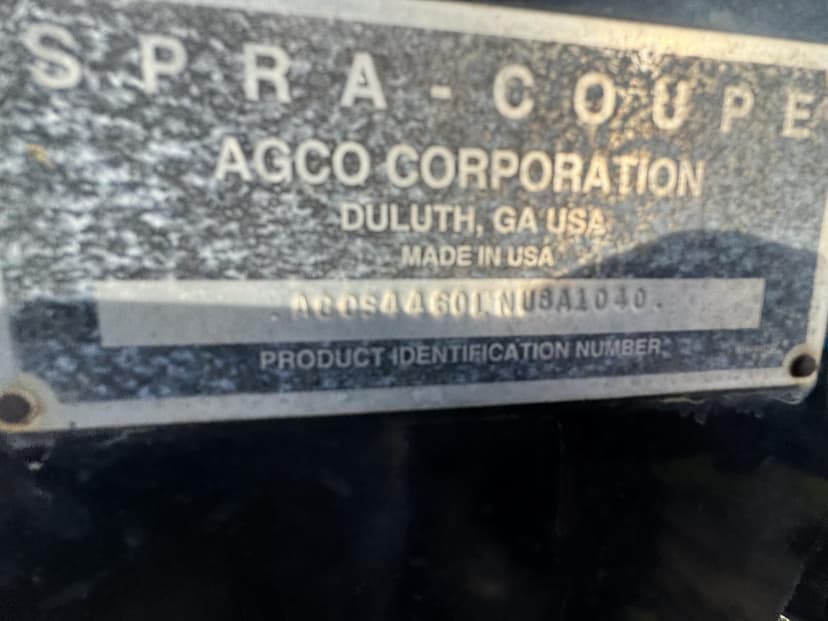 SPRA-COUPE
AGCO CORPORATION
DULUTH, GA USA
MADE IN USA
PRODUCT IDENTIFICATION NUMBER